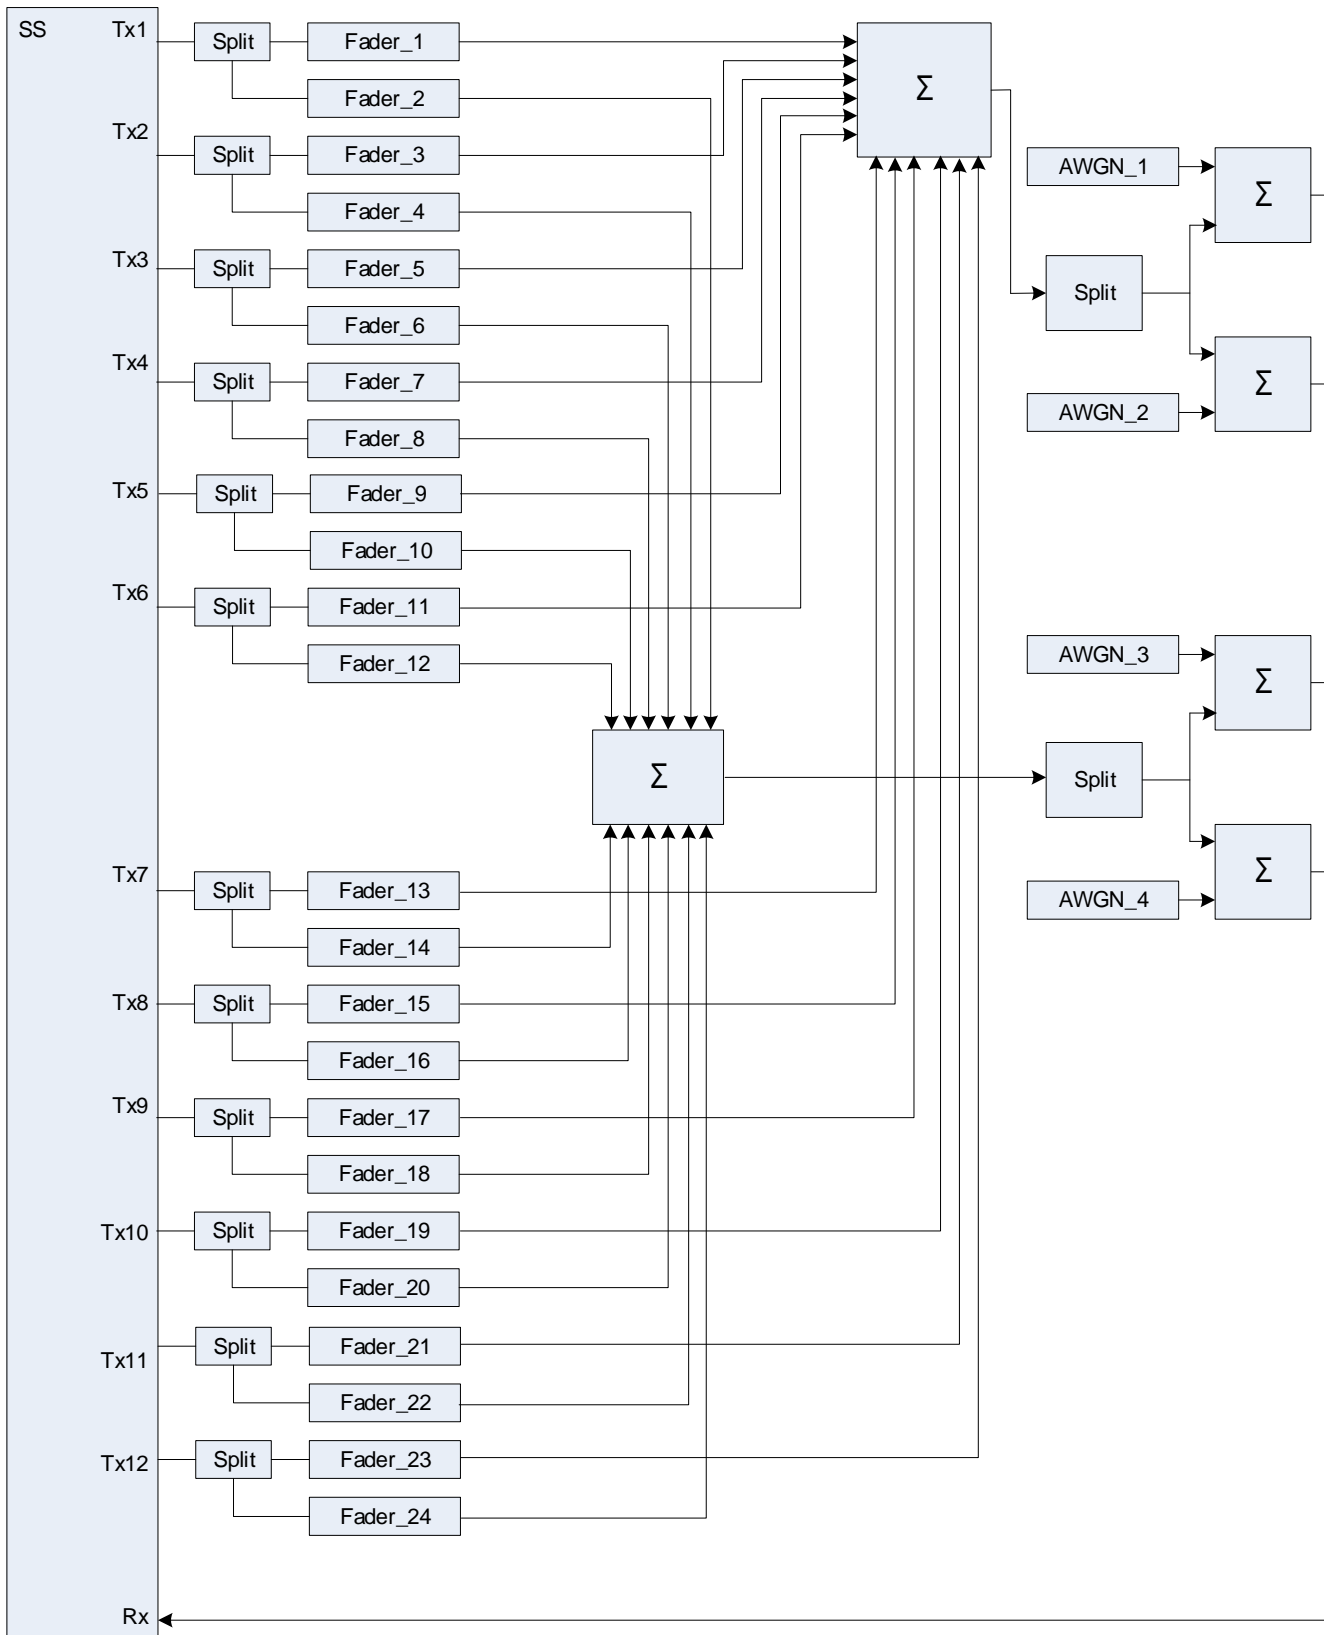 SS
Tx1
Split
Fader_1
Σ
Fader_2
Tx2
Split
Fader_3
AWGN_1
Σ
Fader_4
Tx3
Split
Fader_5
Split
Fader_6
Tx4
Split
Fader_7
Σ
AWGN_2
Fader_8
Tx5
Split
Fader_9
Fader_10
Tx6
Split
Fader_11
Fader_12
AWGN_3
Σ
Σ
Split
Tx7
Split
Fader_13
Σ
AWGN_4
Fader_14
Tx8
Split
Fader_15
Fader_16
Tx9
Split
Fader_17
Fader_18
Tx10
Split
Fader_19
Fader_20
Tx11
Split
Fader_21
Fader_22
Tx12
Split
Fader_23
Fader_24
Rx